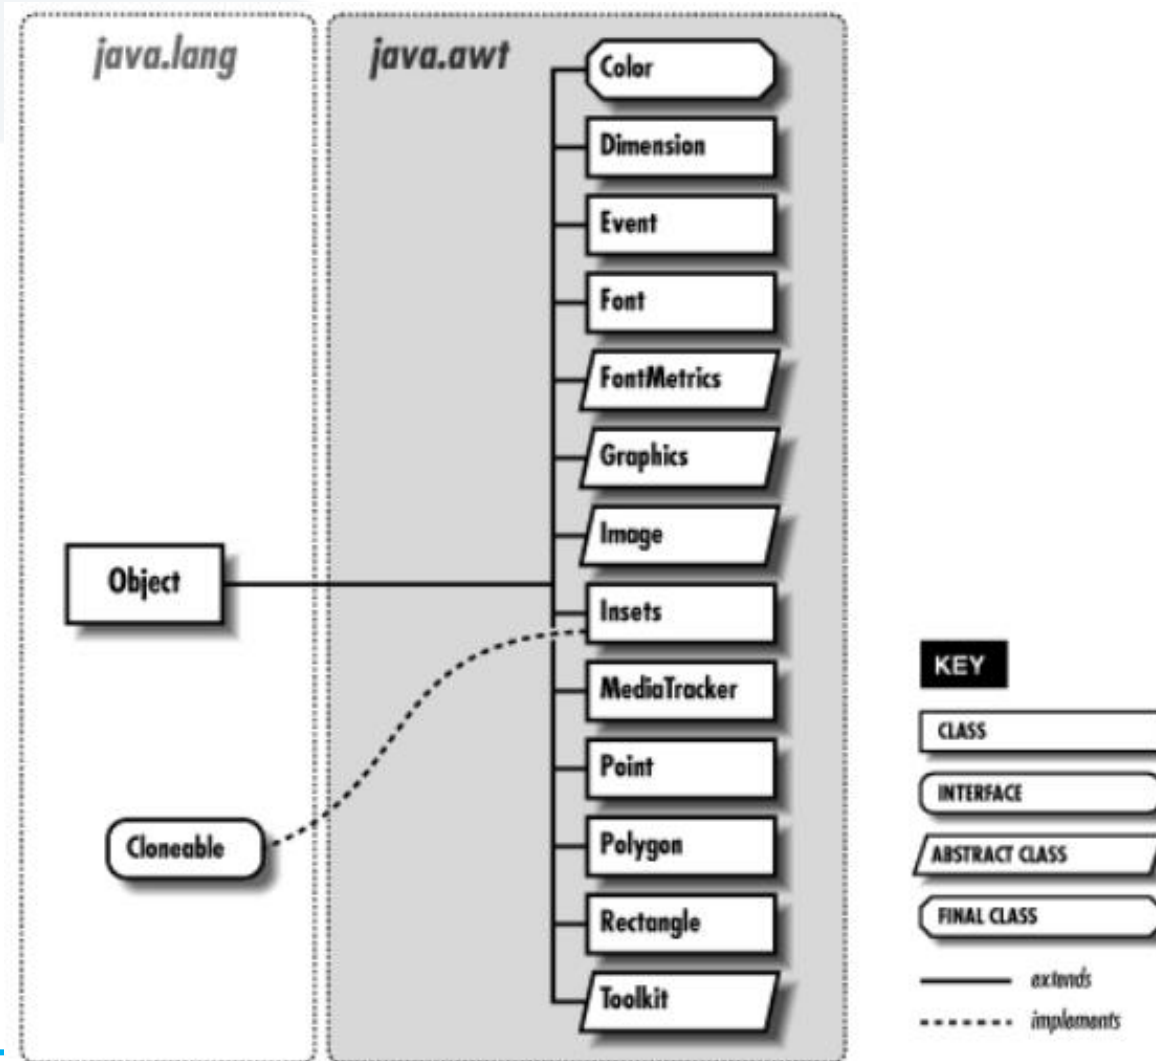 java.lang
java.awt
Color
Dimension
Event
Font
FontMetrics
Graphics
Image
Object
Insets
MediaTracker
Point
Cloneable
Polygon
Rectangle
Toolkit
KEY
CLASS
INTERFACE
ABSTRACT CLASS
FINAL CLASS
extends
implements